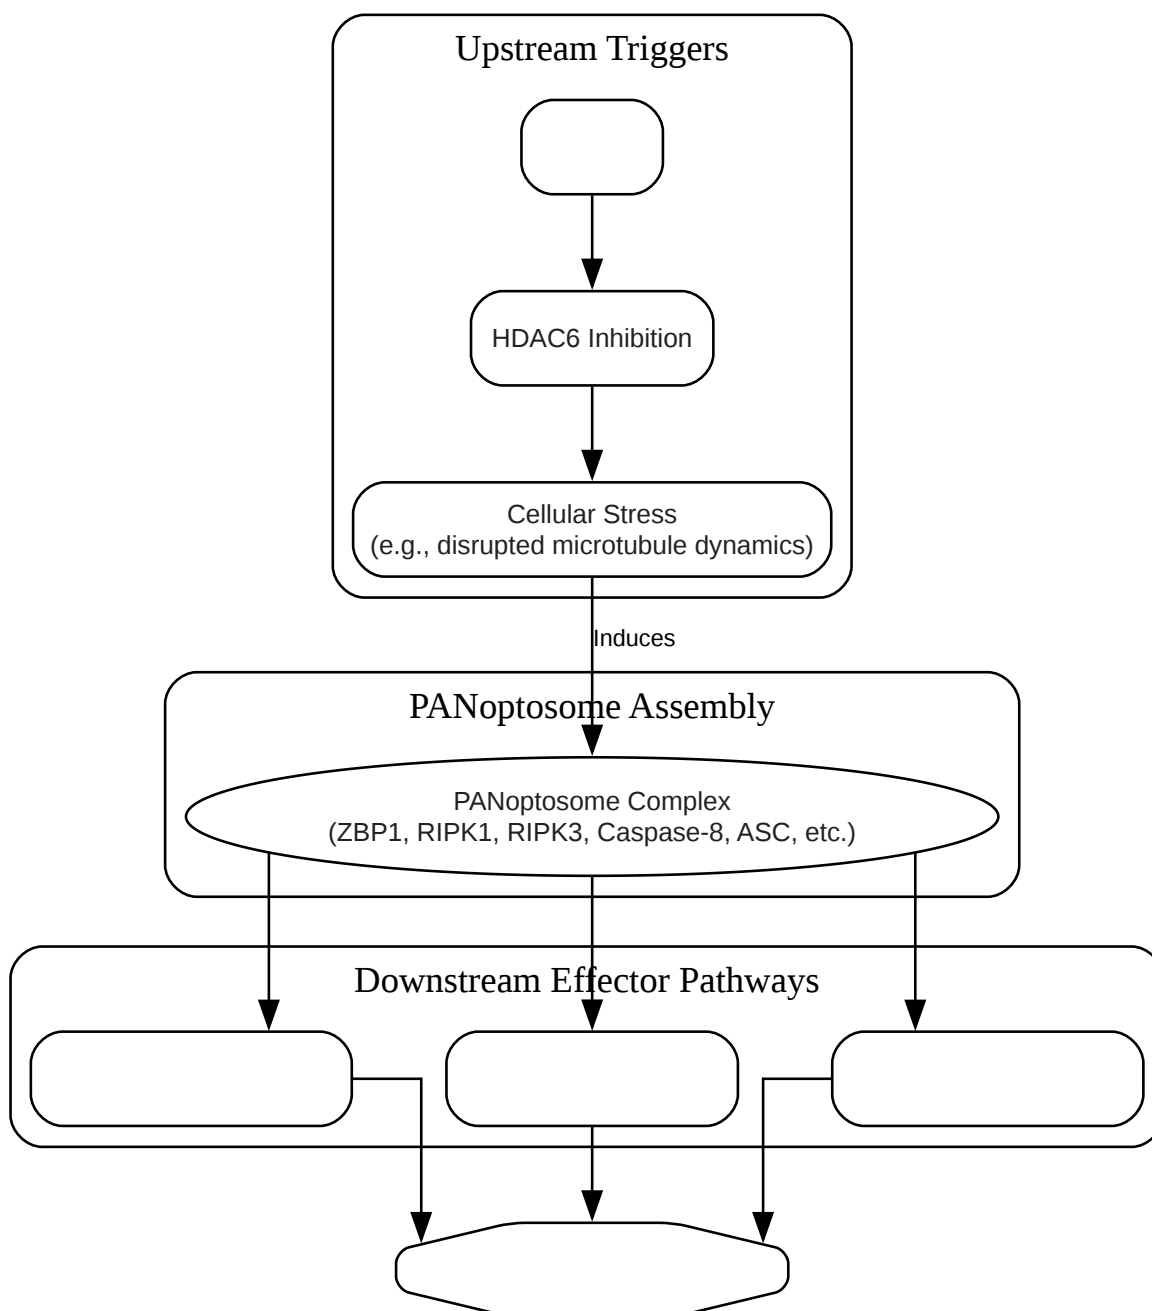 Upstream Triggers
HDAC6 Inhibition
Cellular Stress
(e.g., disrupted microtubule dynamics)
Induces
PANoptosome Assembly
PANoptosome Complex
(ZBP1, RIPK1, RIPK3, Caspase-8, ASC, etc.)
Downstream Effector Pathways